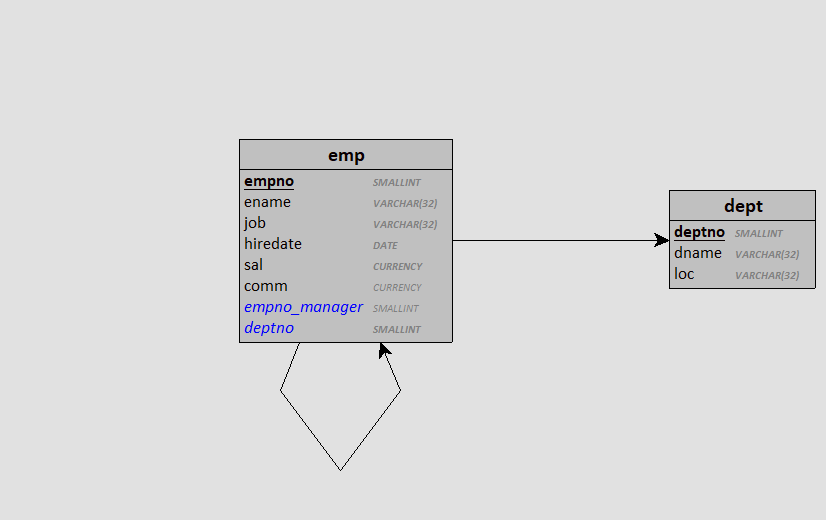 emp
empno SMALLINT
ename VARCHAR(32)
job VARCHAR(32)
hiredate DATE
sal CURRENCY
comm CURRENCY
empno_manager SMALLINT
deptno SMALLINT
dept
deptno SMALLINT
dname VARCHAR(32)
loc VARCHAR(32)